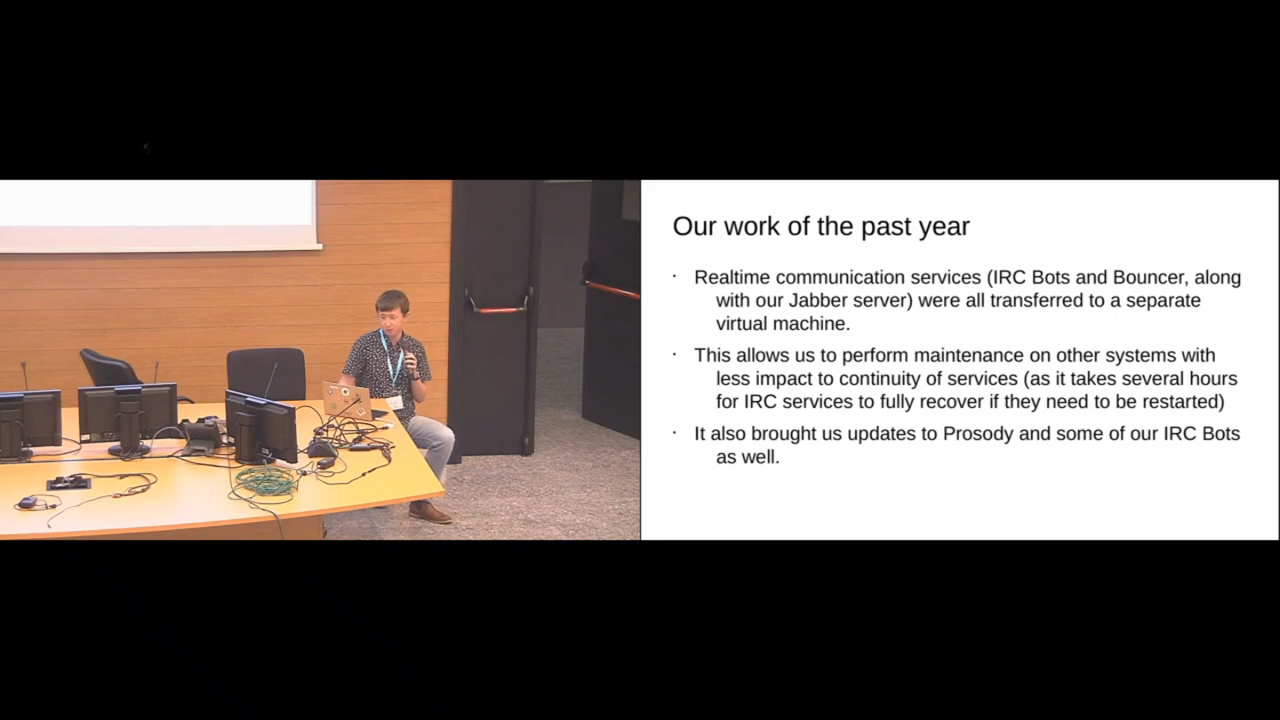 Our work of the past year
· Realtime communication services (IRC Bots and Bouncer, along
with our Jabber server) were all transferred to a separate
virtual machine.
· This allows us to perform maintenance on other systems with
less impact to continuity of services (as it takes several hours
for IRC services to fully recover if they need to be restarted)
· It also brought us updates to Prosody and some of our IRC Bots
as well.